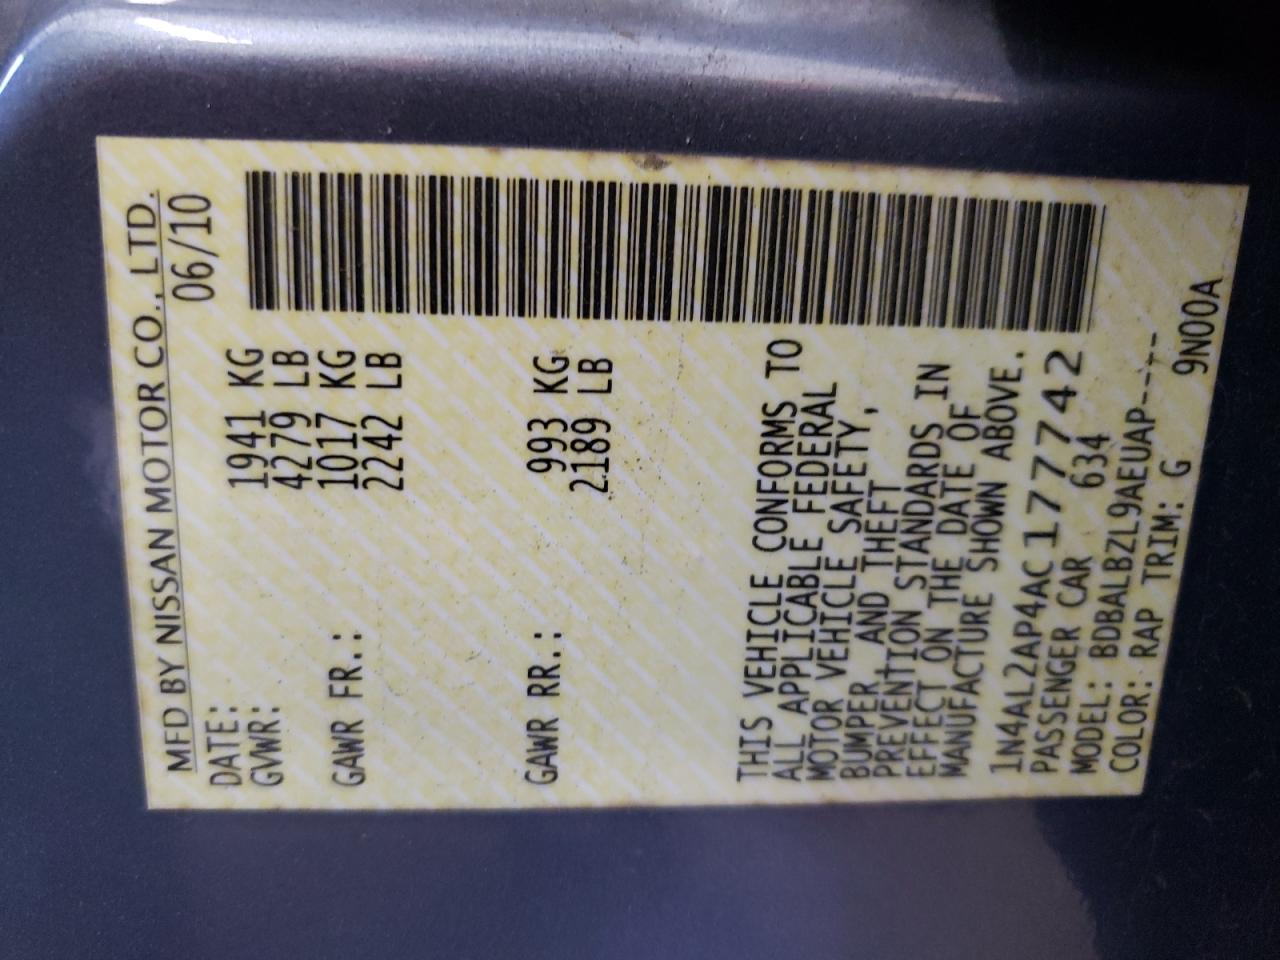 MFD BY NISSAN MOTOR CO., LTD.
DATE: 06/10
GVWR: 1941 KG
4279 LB
GAWR FR.: 1017 KG
2242 LB
GAWR RR.: 993 KG
2189 LB
THIS VEHICLE CONFORMS TO
ALL APPLICABLE FEDERAL
MOTOR VEHICLE SAFETY,
BUMPER AND THEFT
PREVENTION STANDARDS IN
EFFECT ON THE DATE OF
MANUFACTURE SHOWN ABOVE.
1N4AL2AP4AC177742
PASSENGER CAR 634
MODEL: BDBALBZL9AEUAP----
COLOR: RAP TRIM: G 9N00A